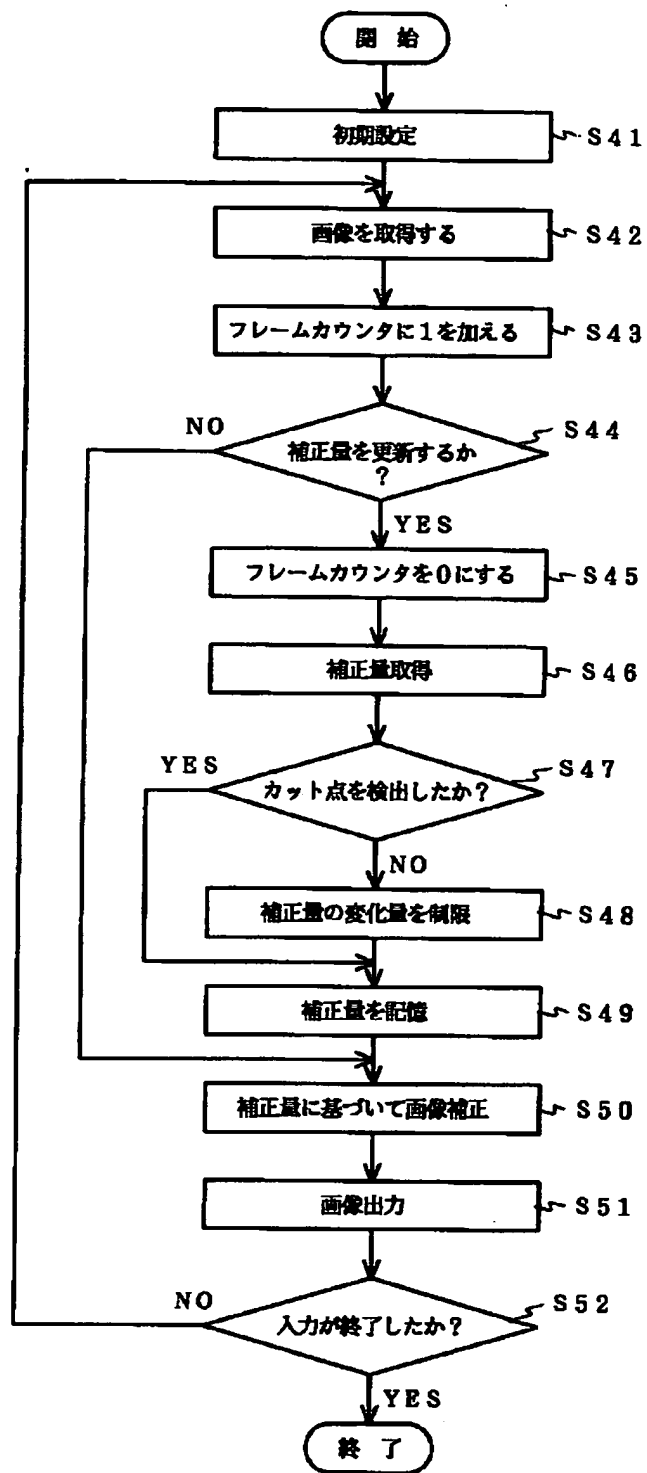 開始
初期設定 S41
画像を取得する S42
フレームカウンタに1を加える S43
補正量を更新するか S44
?
NO
YES
フレームカウンタを0にする S45
補正量取得 S46
カット点を検出したか? S47
YES
NO
補正量の変化量を制限 S48
補正量を記憶 S49
補正量に基づいて画像補正 S50
画像出力 S51
入力が終了したか? S52
NO
YES
終了